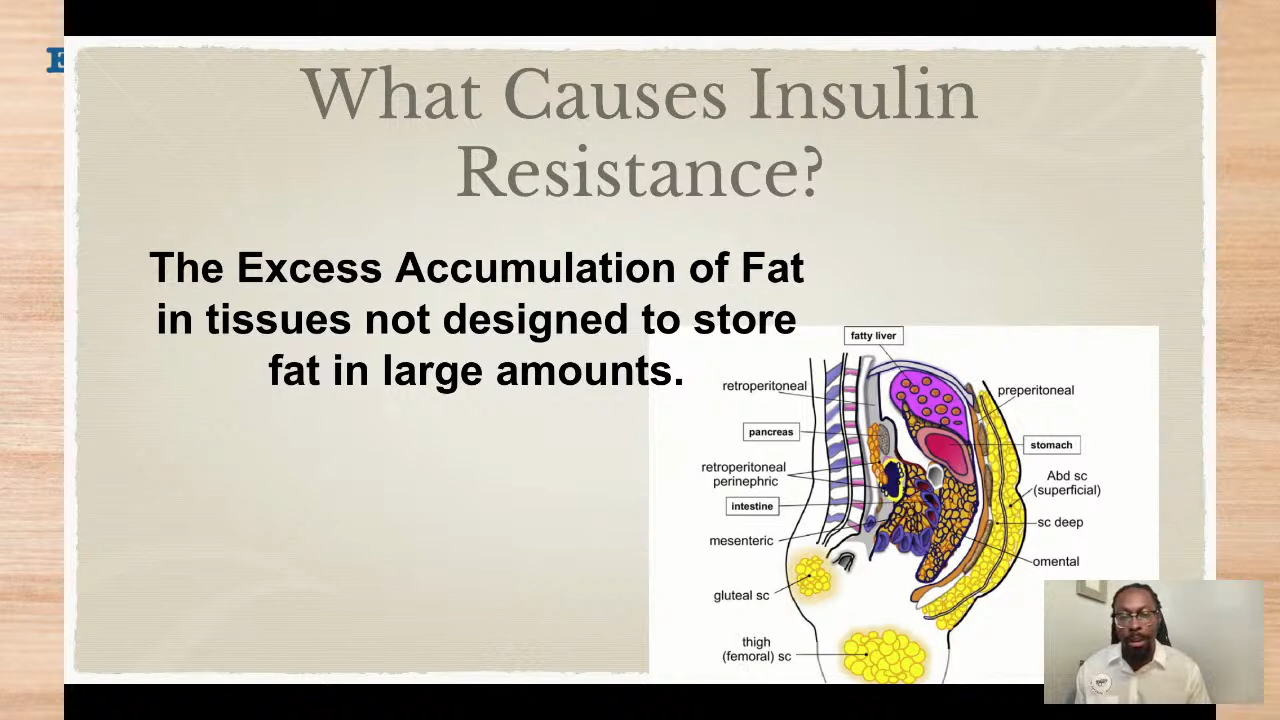 E
What Causes Insulin
Resistance?
The Excess Accumulation of Fat
in tissues not designed to store
fat in large amounts.
fatty liver
retroperitoneal
preperitoneal
pancreas
stomach
retroperitoneal
perinephric
Abd sc
(superficial)
intestine
sc deep
mesenteric
omental
gluteal sc
thigh
(femoral) sc